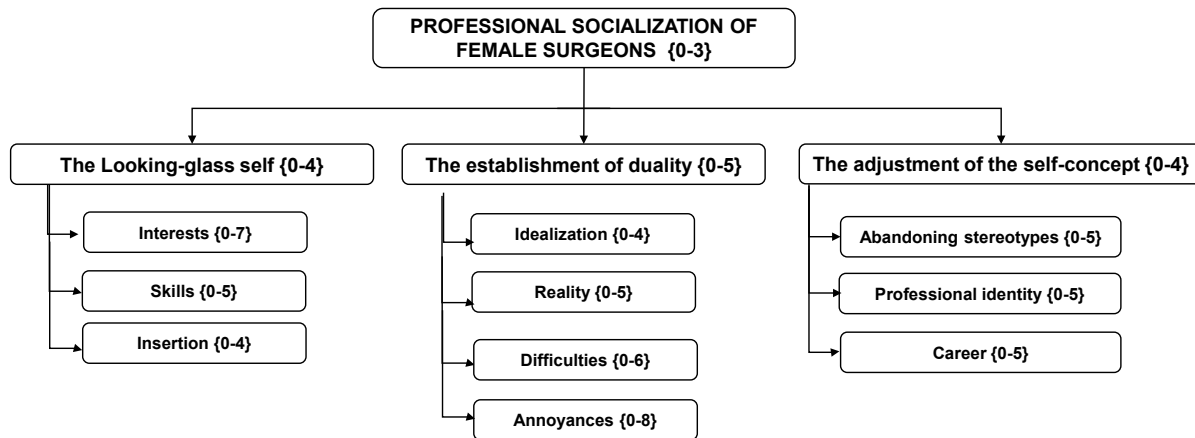 PROFESSIONAL SOCIALIZATION OF
FEMALE SURGEONS {0-3}
The Looking-glass self {0-4}
Interests {0-7}
Skills {0-5}
Insertion {0-4}
The establishment of duality {0-5}
Idealization {0-4}
Reality {0-5}
Difficulties {0-6}
Annoyances {0-8}
The adjustment of the self-concept {0-4}
Abandoning stereotypes {0-5}
Professional identity {0-5}
Career {0-5}